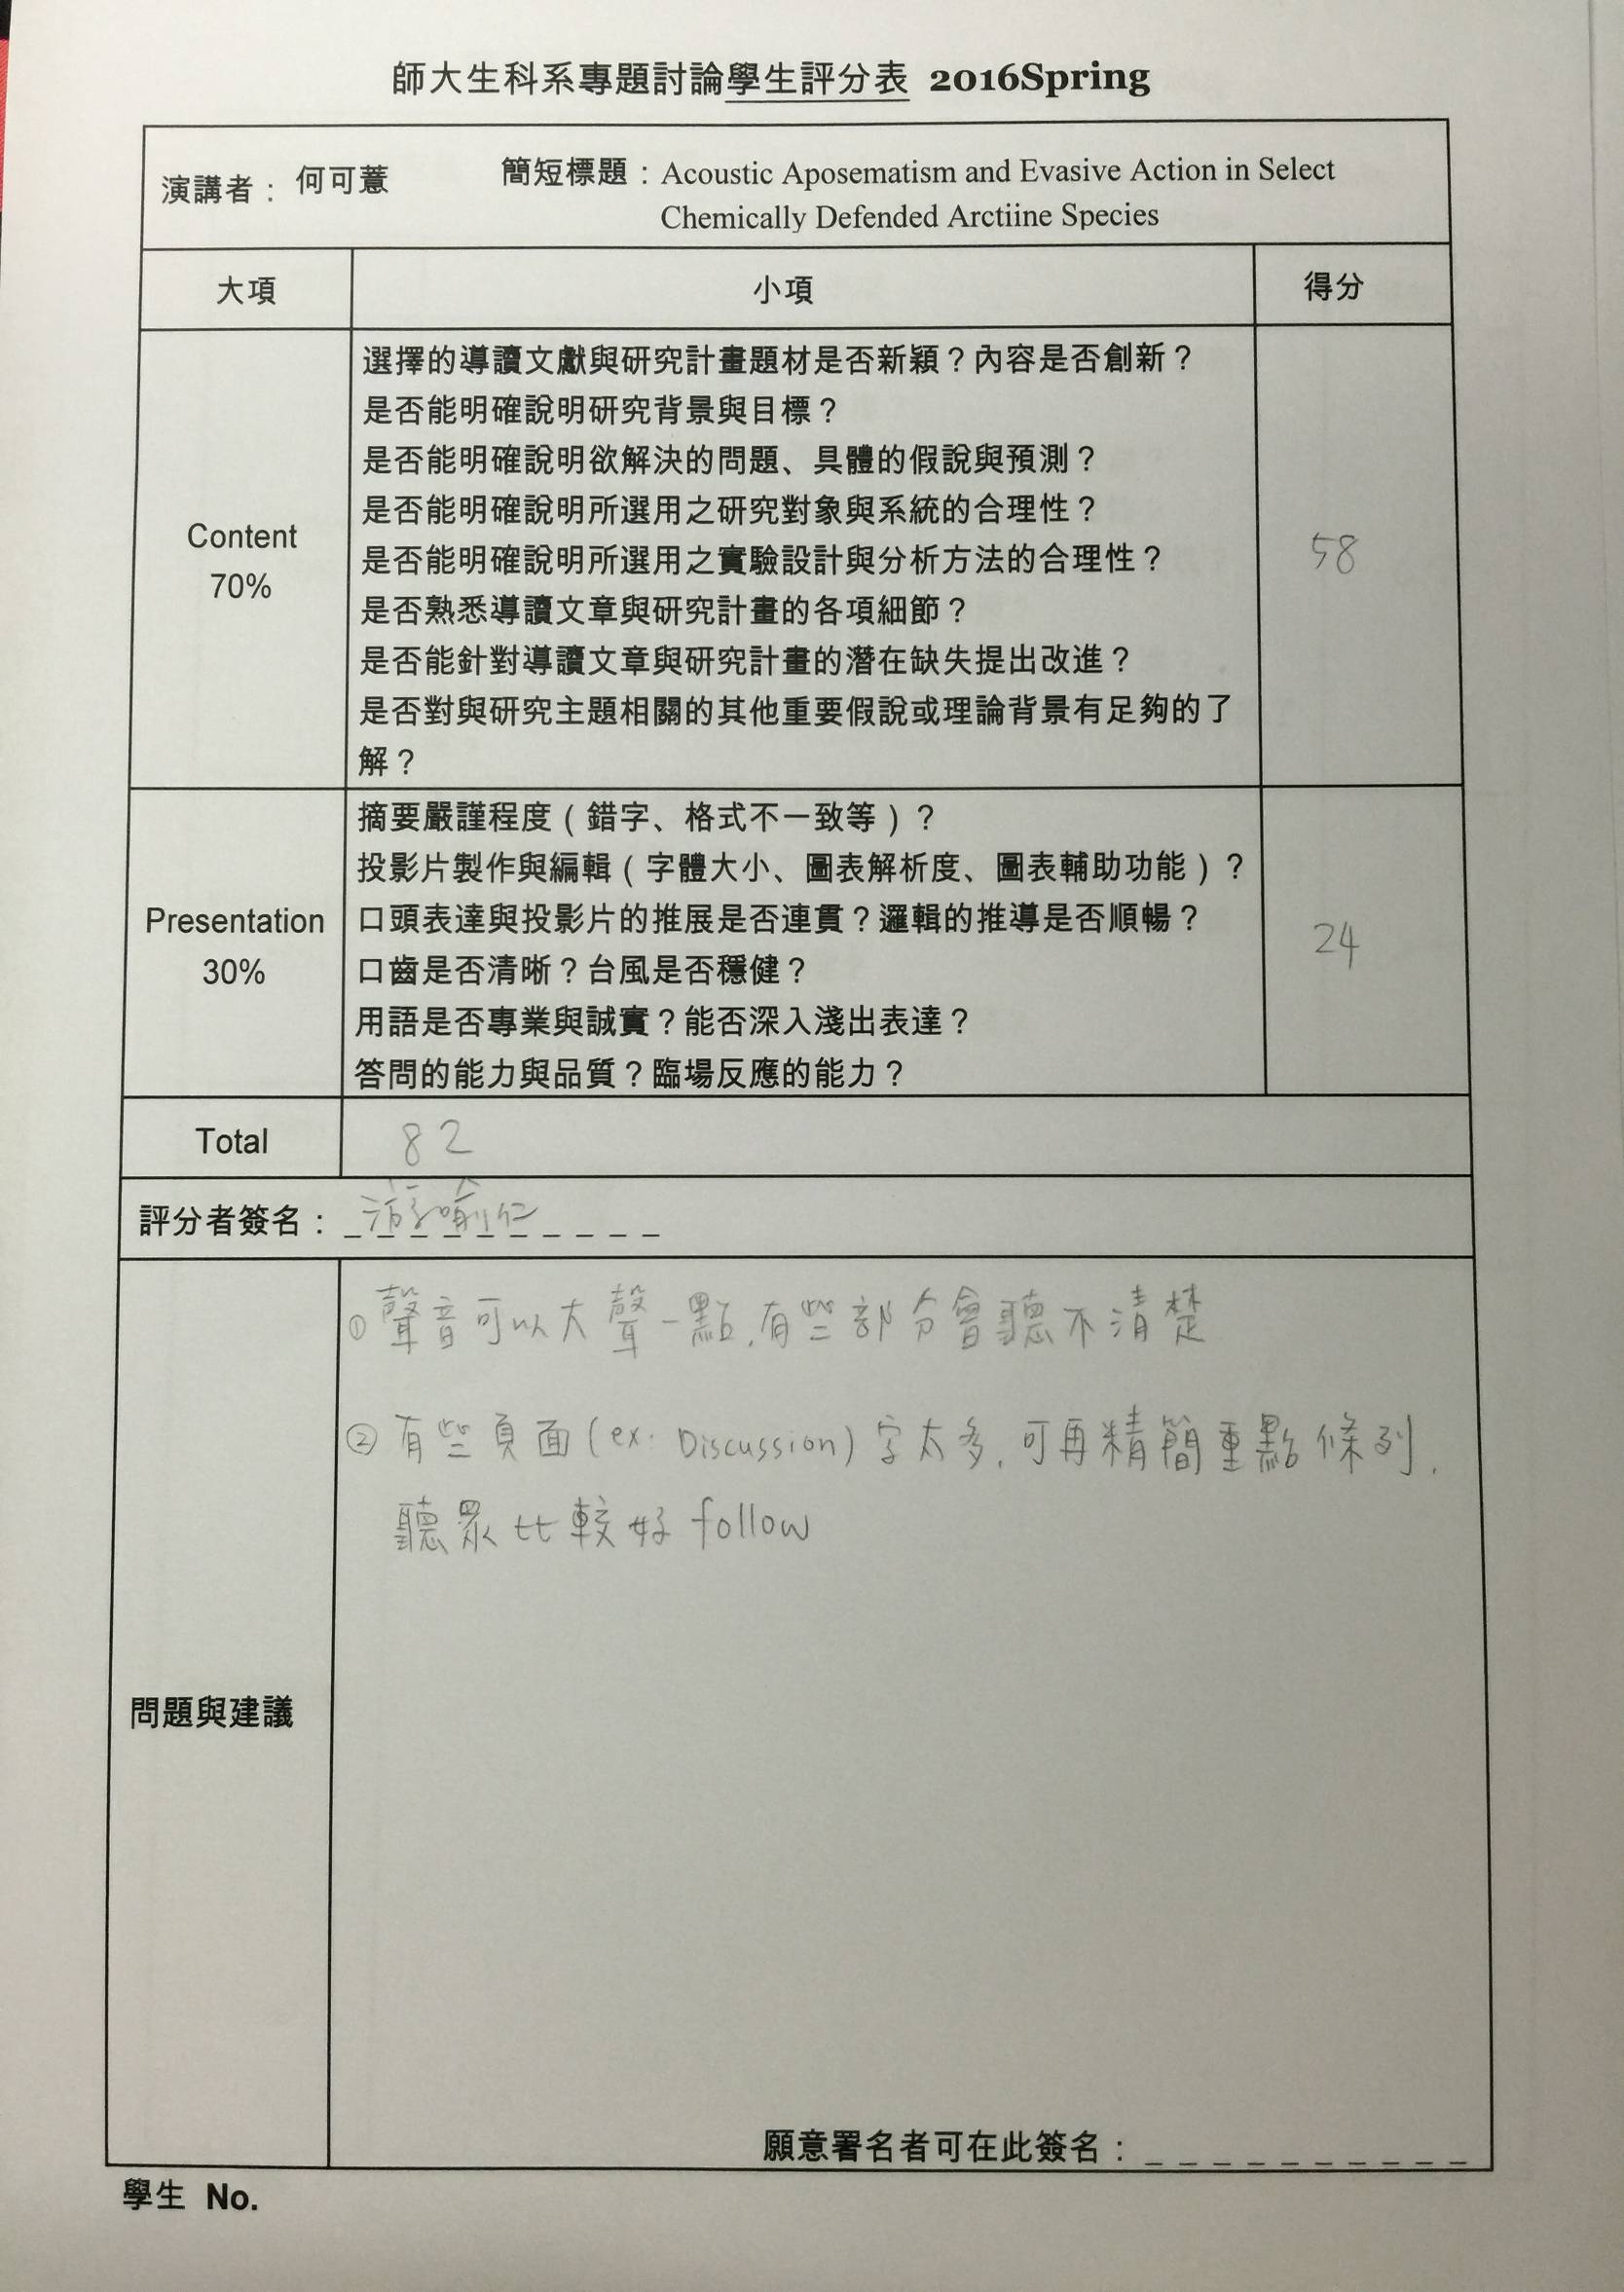 師大生科系專題討論學生評分表 2016Spring
演講者： 何可薏 簡短標題：Acoustic Aposematism and Evasive Action in Select
Chemically Defended Arctiine Species
大項 小項 得分
選擇的導讀文獻與研究計畫題材是否新穎？內容是否創新？
是否能明確說明研究背景與目標？
是否能明確說明欲解決的問題、具體的假說與預測？
是否能明確說明所選用之研究對象與系統的合理性？
Content
70%
是否能明確說明所選用之實驗設計與分析方法的合理性？
58
是否熟悉導讀文章與研究計畫的各項細節？
是否能針對導讀文章與研究計畫的潛在缺失提出改進？
是否對與研究主題相關的其他重要假說或理論背景有足夠的了
解？
摘要嚴謹程度（錯字、格式不一致等）？
投影片製作與編輯（字體大小、圖表解析度、圖表輔助功能）？
Presentation
30%
口頭表達與投影片的推展是否連貫？邏輯的推導是否順暢？
24
口齒是否清晰？台風是否穩健？
用語是否專業與誠實？能否深入淺出表達？
答問的能力與品質？臨場反應的能力？
Total 82
評分者簽名： 游喻仁
①聲音可以大聲一點,有些部分會聽不清楚
②有些頁面(ex. Discussion)字太多,可再精簡重點條列,
聽眾比較好follow
問題與建議
願意署名者可在此簽名：
學生 No.